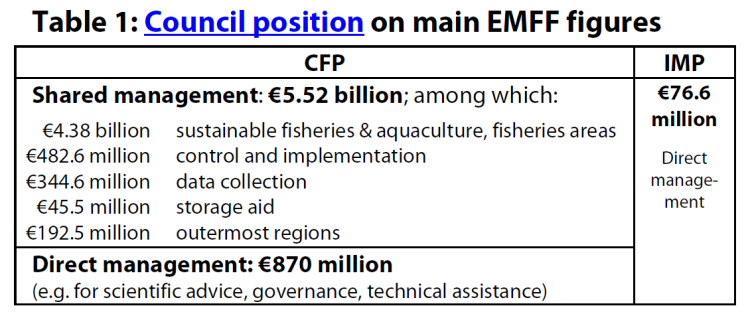 Table 1: Council position on main EMFF figures
CFP
IMP
Shared management: €5.52 billion; among which:
€4.38 billion sustainable fisheries & aquaculture, fisheries areas
€482.6 million control and implementation
€344.6 million data collection
€45.5 million storage aid
€192.5 million outermost regions
Direct management: €870 million
(e.g. for scientific advice, governance, technical assistance)
€76.6
million
Direct
manage-
ment